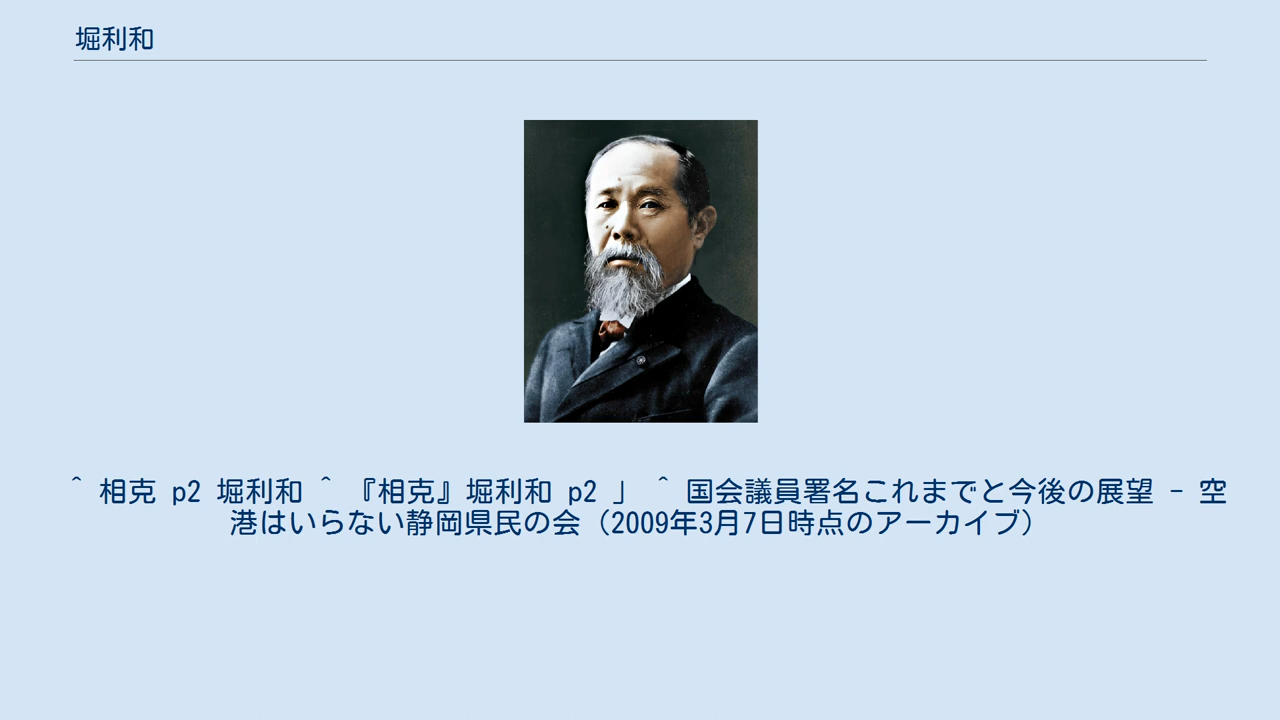 堀利和
^ 相克 p2 堀利和 ^ 『相克』堀利和 p2 」 ^ 国会議員署名これまでと今後の展望 - 空
港はいらない静岡県民の会（2009年3月7日時点のアーカイブ）